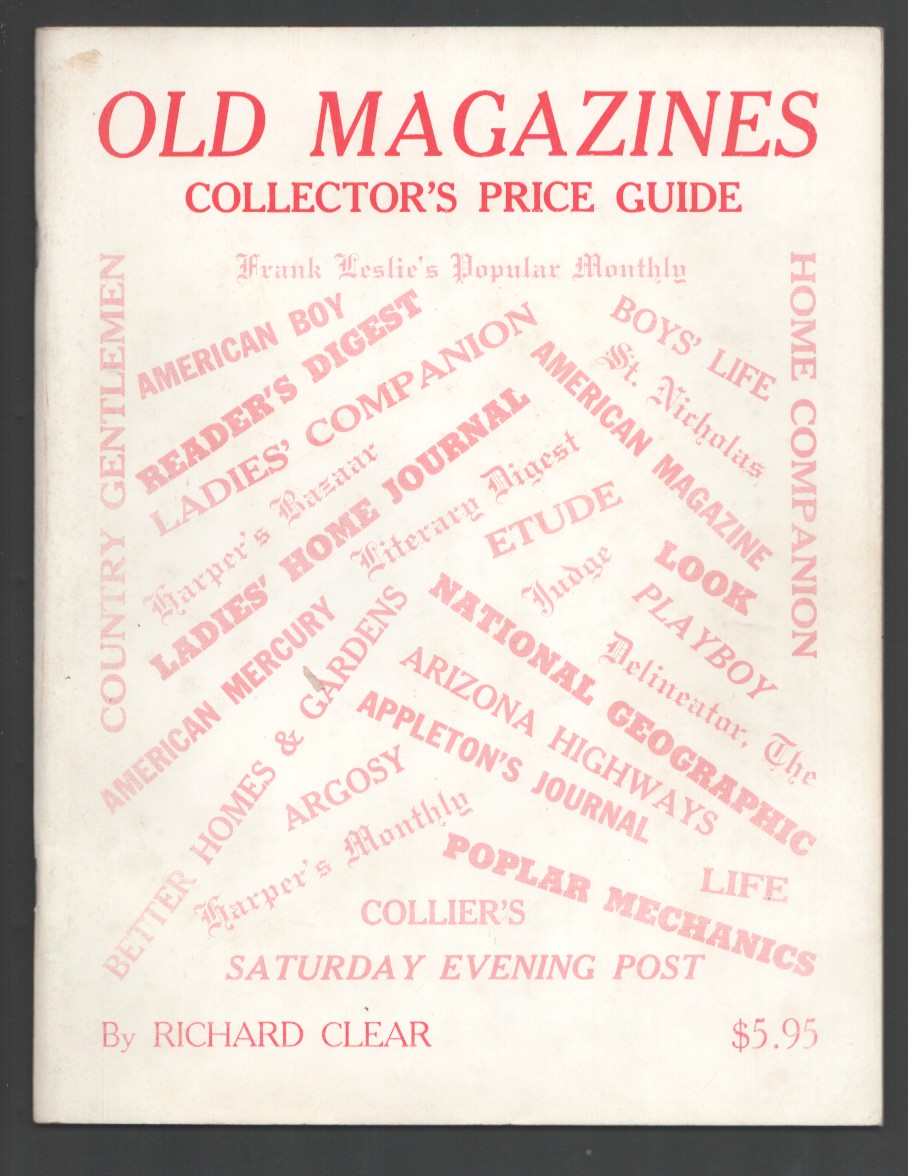 OLD MAGAZINES
COLLECTOR'S PRICE GUIDE
Frank Leslie's Popular Monthly
COUNTRY GENTLEMEN
HOME COMPANION
AMERICAN BOY
READER'S DIGEST
LADIES' COMPANION
BOYS' LIFE
St. Nicholas
AMERICAN MAGAZINE
Harper's Bazaar
LADIES' HOME JOURNAL
Literary Digest
ETUDE
Judge
LOOK
PLAYBOY
AMERICAN MERCURY
NATIONAL GEOGRAPHIC
Delineator, The
BETTER HOMES & GARDENS
ARIZONA HIGHWAYS
APPLETON'S JOURNAL
ARGOSY
Harper's Monthly
POPLAR MECHANICS
LIFE
COLLIER'S
SATURDAY EVENING POST
By RICHARD CLEAR
$5.95